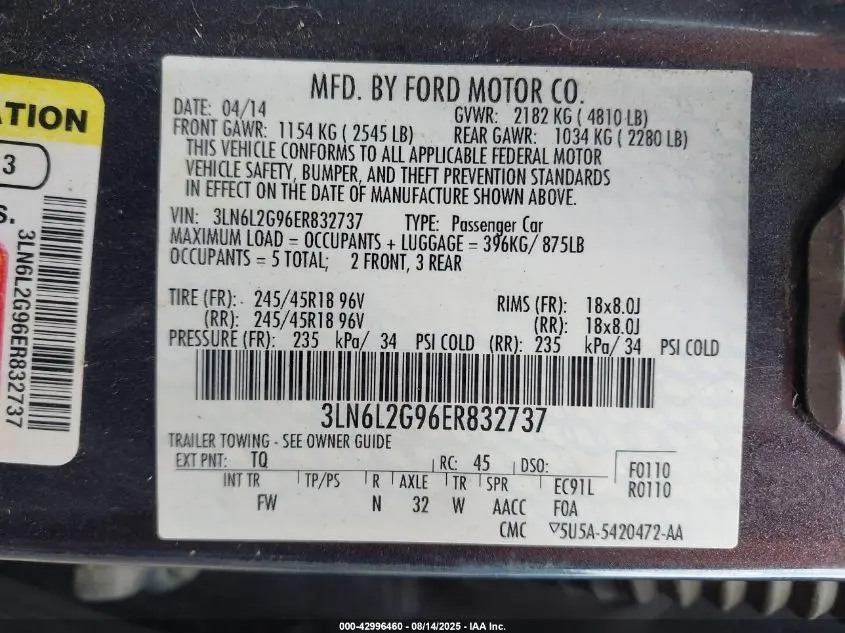 ATION
3
S.
3LN6L2G96ER832737
MFD. BY FORD MOTOR CO.
DATE: 04/14 GVWR: 2182 KG ( 4810 LB)
FRONT GAWR: 1154 KG ( 2545 LB) REAR GAWR: 1034 KG ( 2280 LB)
THIS VEHICLE CONFORMS TO ALL APPLICABLE FEDERAL MOTOR
VEHICLE SAFETY, BUMPER, AND THEFT PREVENTION STANDARDS
IN EFFECT ON THE DATE OF MANUFACTURE SHOWN ABOVE.
VIN: 3LN6L2G96ER832737 TYPE: Passenger Car
MAXIMUM LOAD = OCCUPANTS + LUGGAGE = 396KG/ 875LB
OCCUPANTS = 5 TOTAL; 2 FRONT, 3 REAR
TIRE (FR): 245/45R18 96V RIMS (FR): 18x8.0J
(RR): 245/45R18 96V (RR): 18x8.0J
PRESSURE (FR): 235 kPa/ 34 PSI COLD (RR): 235 kPa/ 34 PSI COLD
3LN6L2G96ER832737
TRAILER TOWING - SEE OWNER GUIDE
EXT PNT: TQ RC: 45 DSO: F0110
INT TR TP/PS R AXLE TR SPR EC91L R0110
FW N 32 W AACC FOA
CMC ▽5U5A-5420472-AA
000-42996460 - 08/14/2025 - IAA Inc.